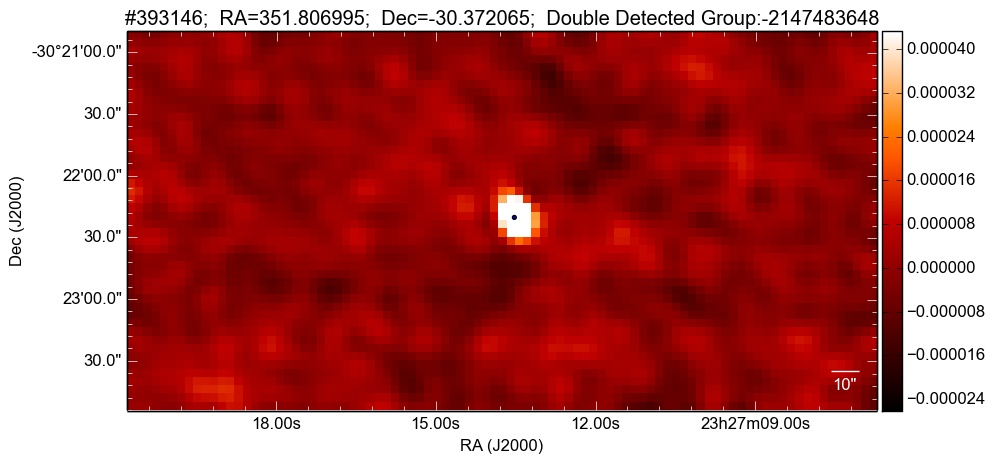 #393146;  RA=351.806995;  Dec=-30.372065;  Double Detected Group:-2147483648
-30°21'00.0"
30.0"
22'00.0"
30.0"
23'00.0"
30.0"
Dec (J2000)
18.00s
15.00s
12.00s
23h27m09.00s
RA (J2000)
10"
0.000040
0.000032
0.000024
0.000016
0.000008
0.000000
−0.000008
−0.000016
−0.000024